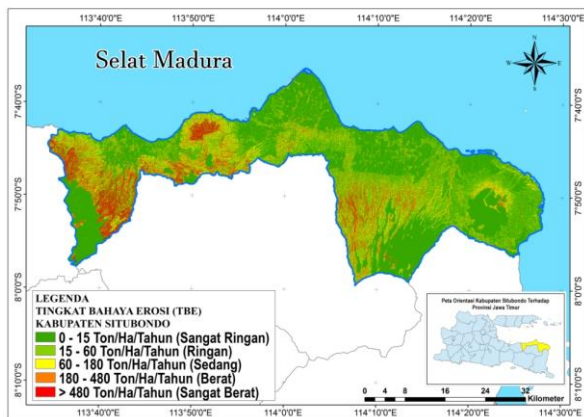 113°40'0"E 113°50'0"E 114°0'0"E 114°10'0"E 114°20'0"E 114°30'0"E
Selat Madura
N
7°40'0"S 7°40'0"S
7°50'0"S 7°50'0"S
8°0'0"S 8°0'0"S
8°10'0"S 8°10'0"S
LEGENDA
TINGKAT BAHAYA EROSI (TBE)
KABUPATEN SITUBONDO
0 - 15 Ton/Ha/Tahun (Sangat Ringan)
15 - 60 Ton/Ha/Tahun (Ringan)
60 - 180 Ton/Ha/Tahun (Sedang)
180 - 480 Ton/Ha/Tahun (Berat)
> 480 Ton/Ha/Tahun (Sangat Berat)
Peta Orientasi Kabupaten Situbondo Terhadap
Provinsi Jawa Timur
0 4 8 16 24 32
Kilometer
113°40'0"E 113°50'0"E 114°0'0"E 114°10'0"E 114°20'0"E 114°30'0"E